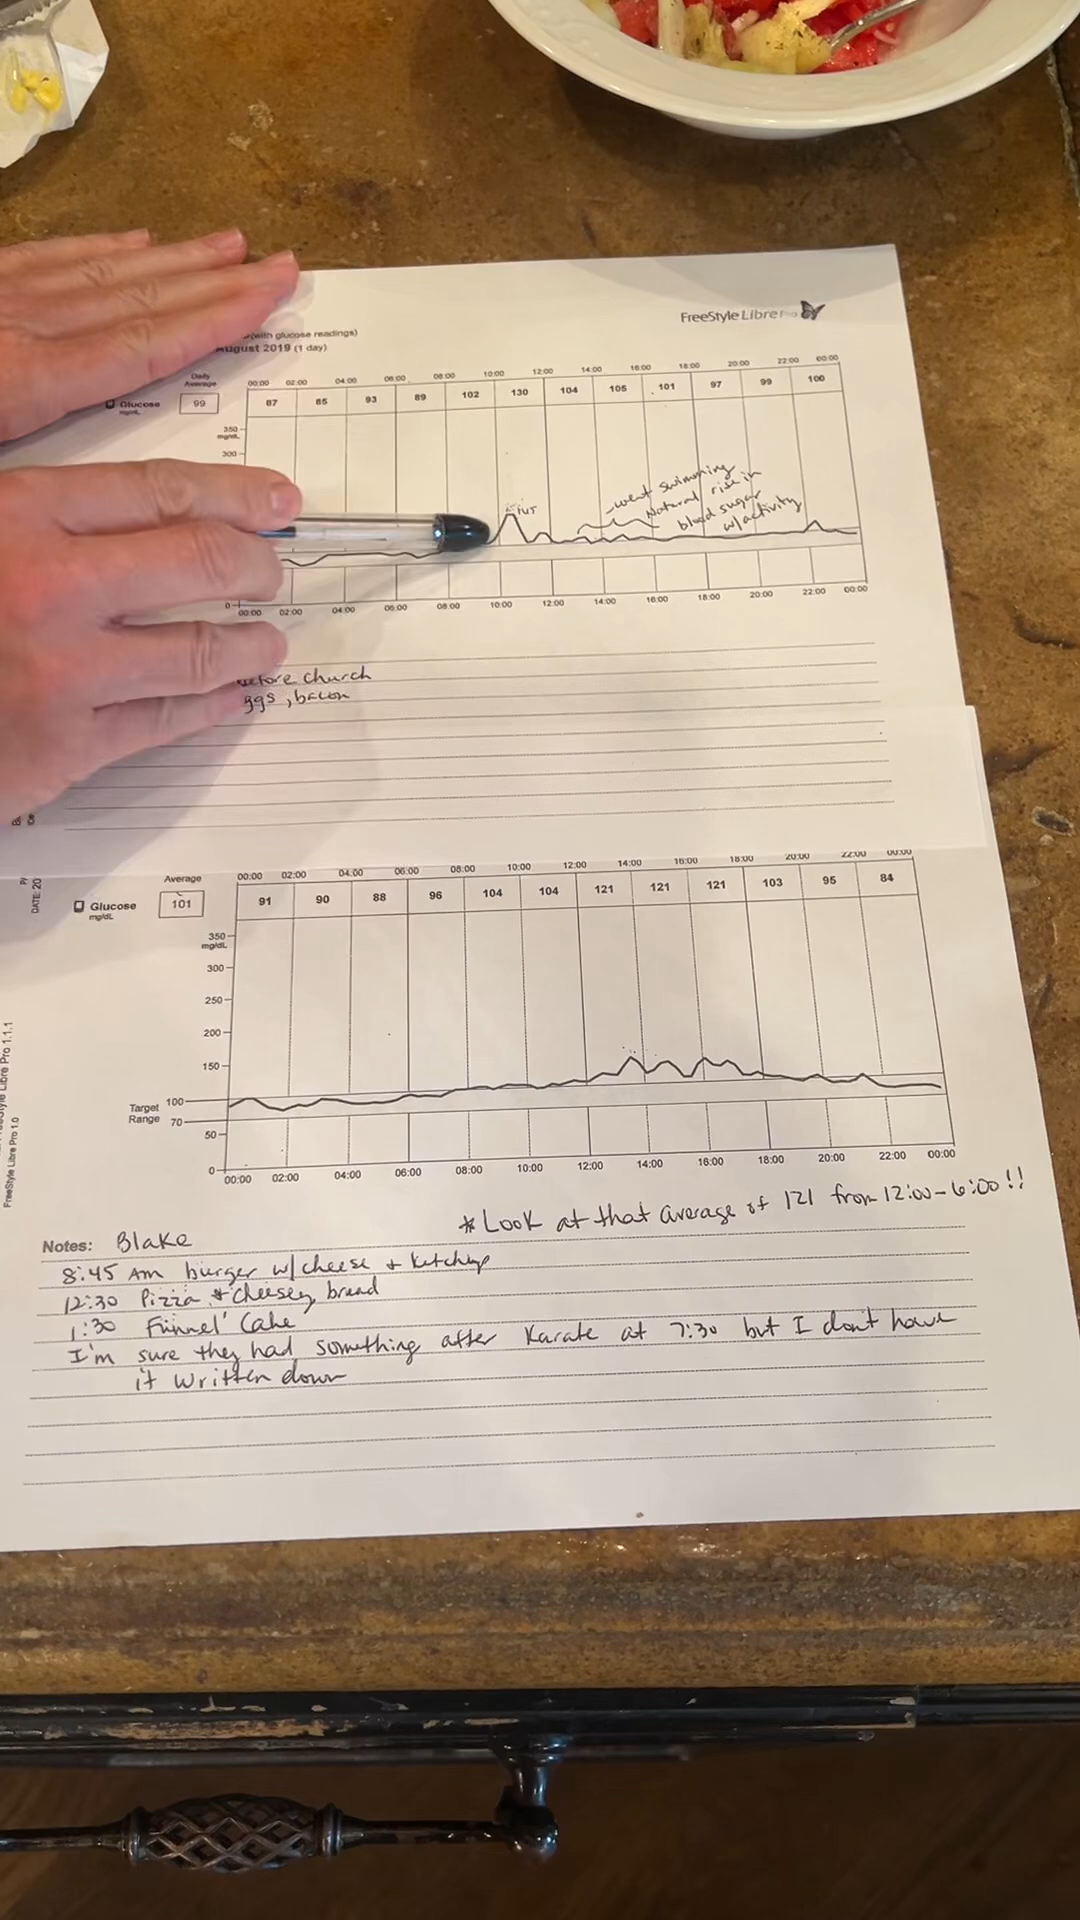 (with glucose readings)
August 2019 (1 day)
FreeStyle Libre Pro
Daily
Average
00:00 02:00 04:00 06:00 08:00 10:00 12:00 14:00 16:00 18:00 20:00 22:00 00:00
Glucose
mg/dL
99
87 85 93 89 102 130 104 105 101 97 99 100
350
mg/dL
300
-went swimming
Natural rise in
blood sugar
w/activity
0
00:00 02:00 04:00 06:00 08:00 10:00 12:00 14:00 16:00 18:00 20:00 22:00 00:00
before church
ggs, bacon
DATE: 20
Average
00:00 02:00 04:00 06:00 08:00 10:00 12:00 14:00 16:00 18:00 20:00 22:00 00:00
Glucose
mg/dL
101
91 90 88 96 104 104 121 121 121 103 95 84
350
mg/dL
300
250
200
150
Target
Range
100
70
50
0
00:00 02:00 04:00 06:00 08:00 10:00 12:00 14:00 16:00 18:00 20:00 22:00 00:00
Libre Pro 1.1.1
FreeStyle Libre Pro 1.0
* Look at that average of 121 from 12:00-6:00!!
Notes: Blake
8:45 Am burger w/cheese + Ketchup
12:30 Pizza & cheesey bread
1:30 Funnel Cake
I'm sure they had something after Karate at 7:30 but I don't have
it written down